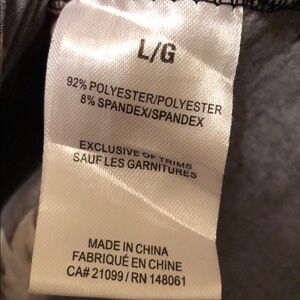 L/G
92% POLYESTER/POLYESTER
8% SPANDEX/SPANDEX
EXCLUSIVE OF TRIMS
SAUF LES GARNITURES
MADE IN CHINA
FABRIQUÉ EN CHINE
CA# 21099 / RN 148061